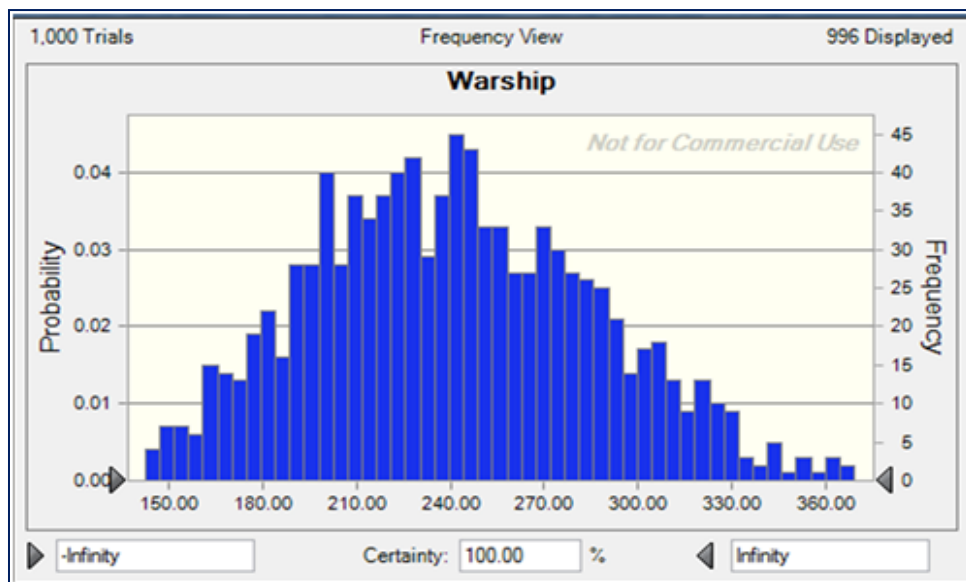 1,000 Trials Frequency View 996 Displayed
Warship
Not for Commercial Use
Probability
0.04
0.03
0.02
0.01
0.00
Frequency
45
40
35
30
25
20
15
10
5
0
150.00 180.00 210.00 240.00 270.00 300.00 330.00 360.00
-Infinity Certainty: 100.00 % Infinity